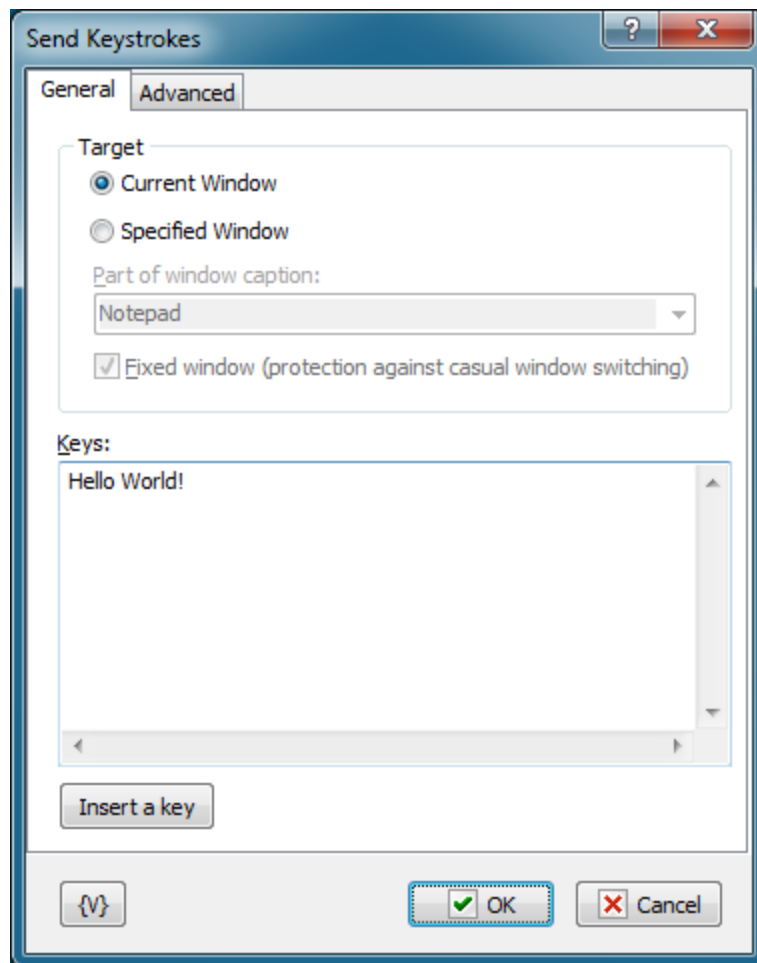 Send Keystrokes
?
General
Advanced
Target
Current Window
Specified Window
Part of window caption:
Notepad
Fixed window (protection against casual window switching)
Keys:
Hello World!
Insert a key
{V}
OK
Cancel